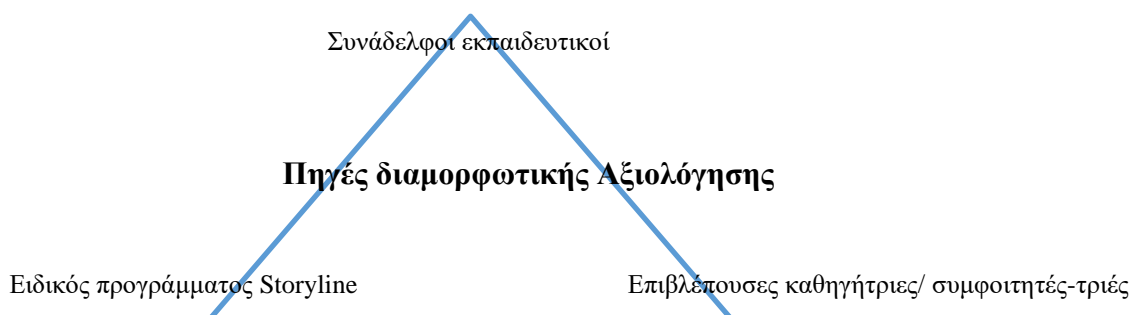 Συνάδελφοι εκπαιδευτικοί
Πηγές διαμορφωτικής Αξιολόγησης
Ειδικός προγράμματος Storyline
Επιβλέπουσες καθηγήτριες/ συμφοιτητές-τριές